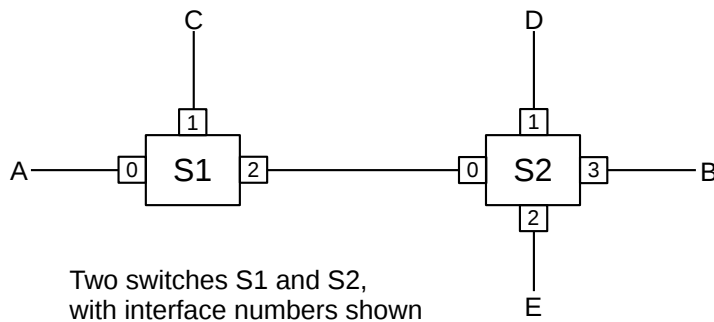 C
D
1
1
A
0
S1
2
0
S2
3
B
2
Two switches S1 and S2,
with interface numbers shown
E